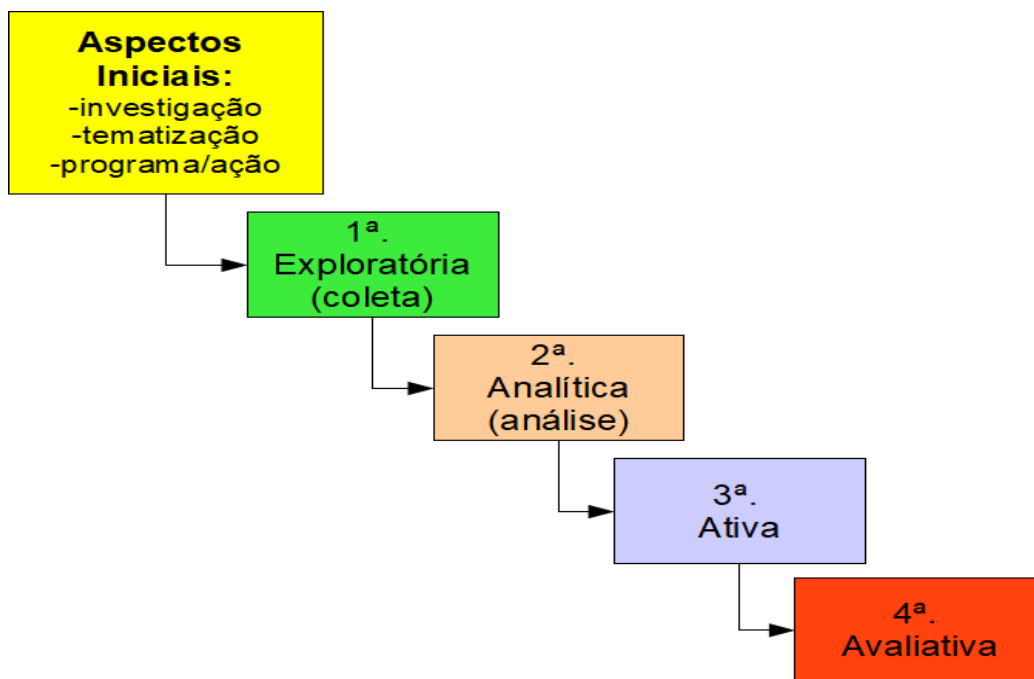 Aspectos
Iniciais:
-investigação
-tematização
-programa/ação
1ª.
Exploratória
(coleta)
2ª.
Analítica
(análise)
3ª.
Ativa
4ª.
Avaliativa